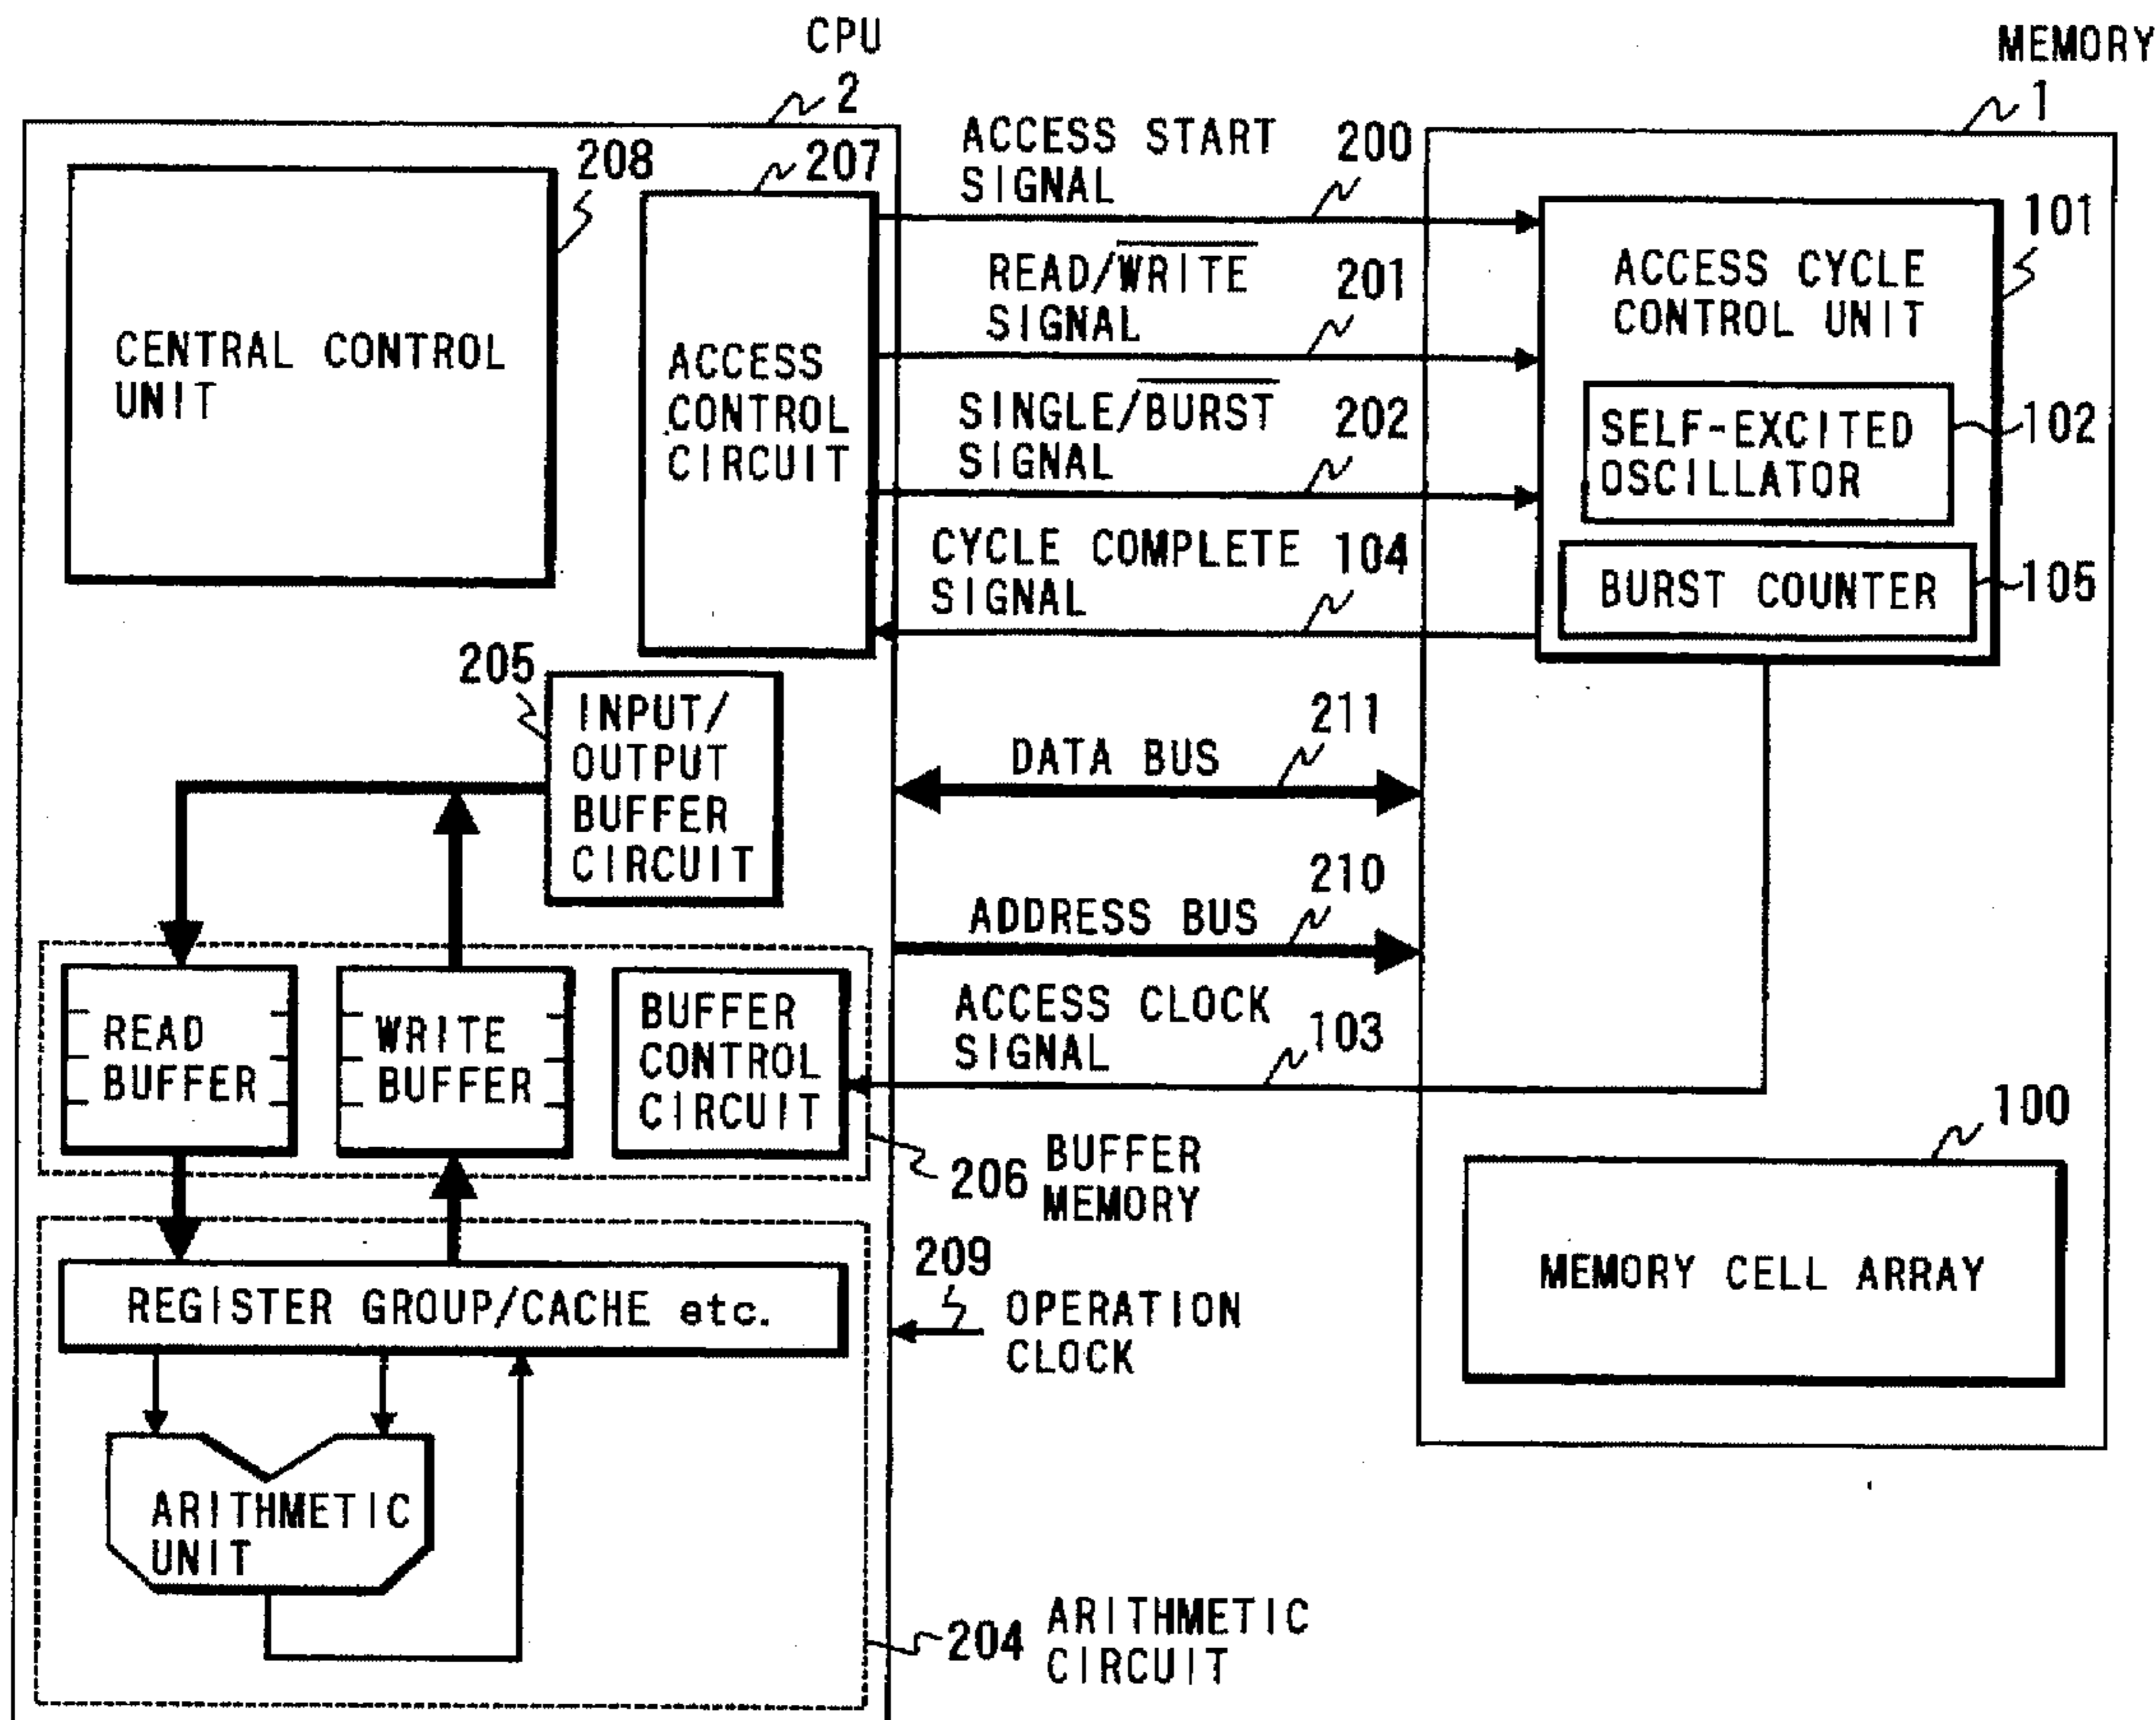 CPU
2
MEMORY
1
208
207
CENTRAL CONTROL
UNIT
ACCESS
CONTROL
CIRCUIT
ACCESS START
SIGNAL
200
READ/WRITE
SIGNAL
201
SINGLE/BURST
SIGNAL
202
CYCLE COMPLETE
SIGNAL
104
ACCESS CYCLE
CONTROL UNIT
101
SELF-EXCITED
OSCILLATOR
102
BURST COUNTER
105
205
INPUT/
OUTPUT
BUFFER
CIRCUIT
DATA BUS
211
ADDRESS BUS
210
READ
BUFFER
WRITE
BUFFER
BUFFER
CONTROL
CIRCUIT
ACCESS CLOCK
SIGNAL
103
206
BUFFER
MEMORY
100
MEMORY CELL ARRAY
REGISTER GROUP/CACHE etc.
209
OPERATION
CLOCK
ARITHMETIC
UNIT
204
ARITHMETIC
CIRCUIT